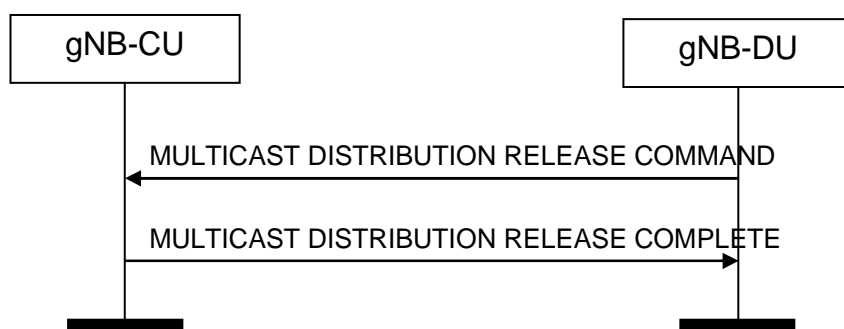 gNB-CU
gNB-DU
MULTICAST DISTRIBUTION RELEASE COMMAND
MULTICAST DISTRIBUTION RELEASE COMPLETE